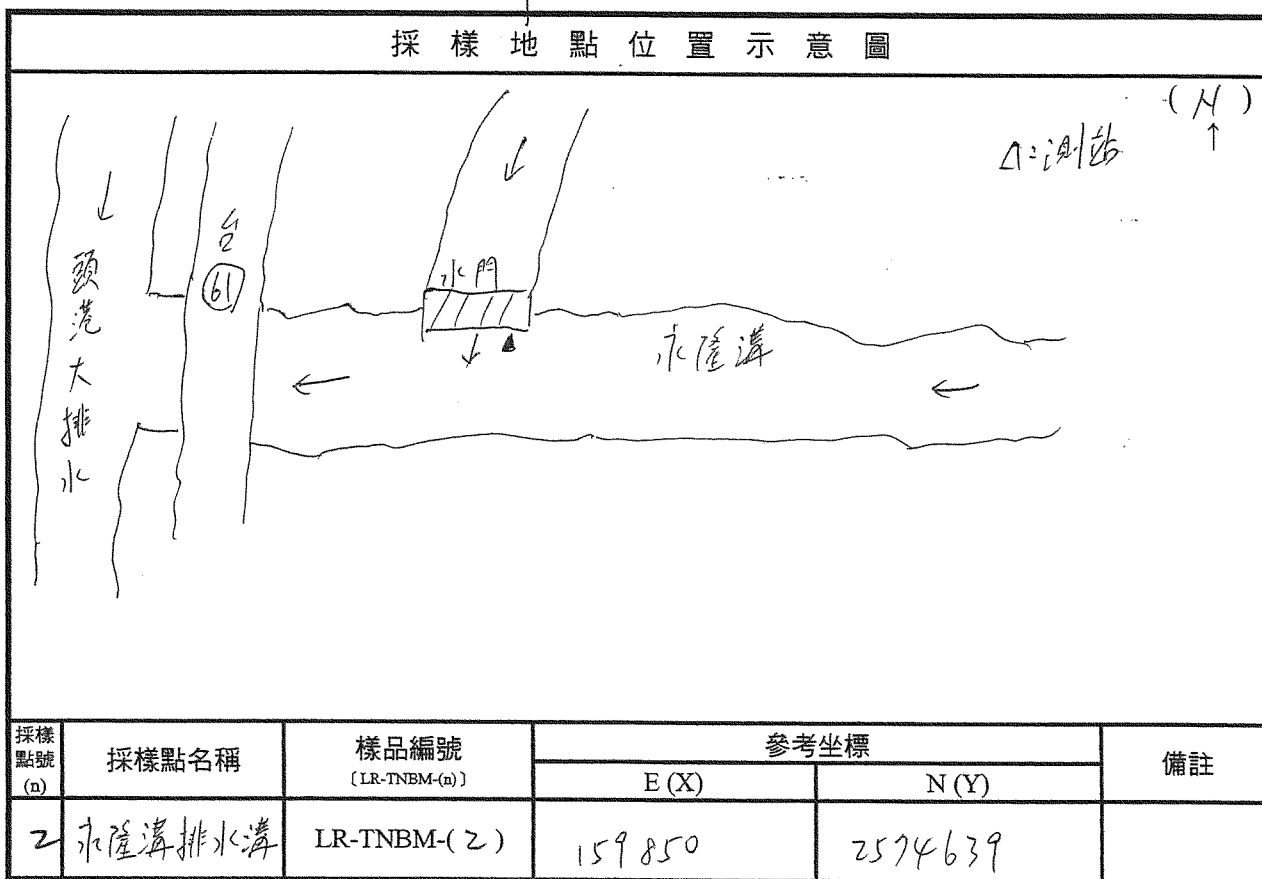 採樣地點位置示意圖
(N)
↑
△:測站
台
61
頭港大排水
水門
永隆溝
採樣點號(n)
採樣點名稱
樣品編號
〔LR-TNBM-(n)〕
參考坐標
E (X)
N (Y)
備註
2
永隆溝排水溝
LR-TNBM-(2)
159850
2574639